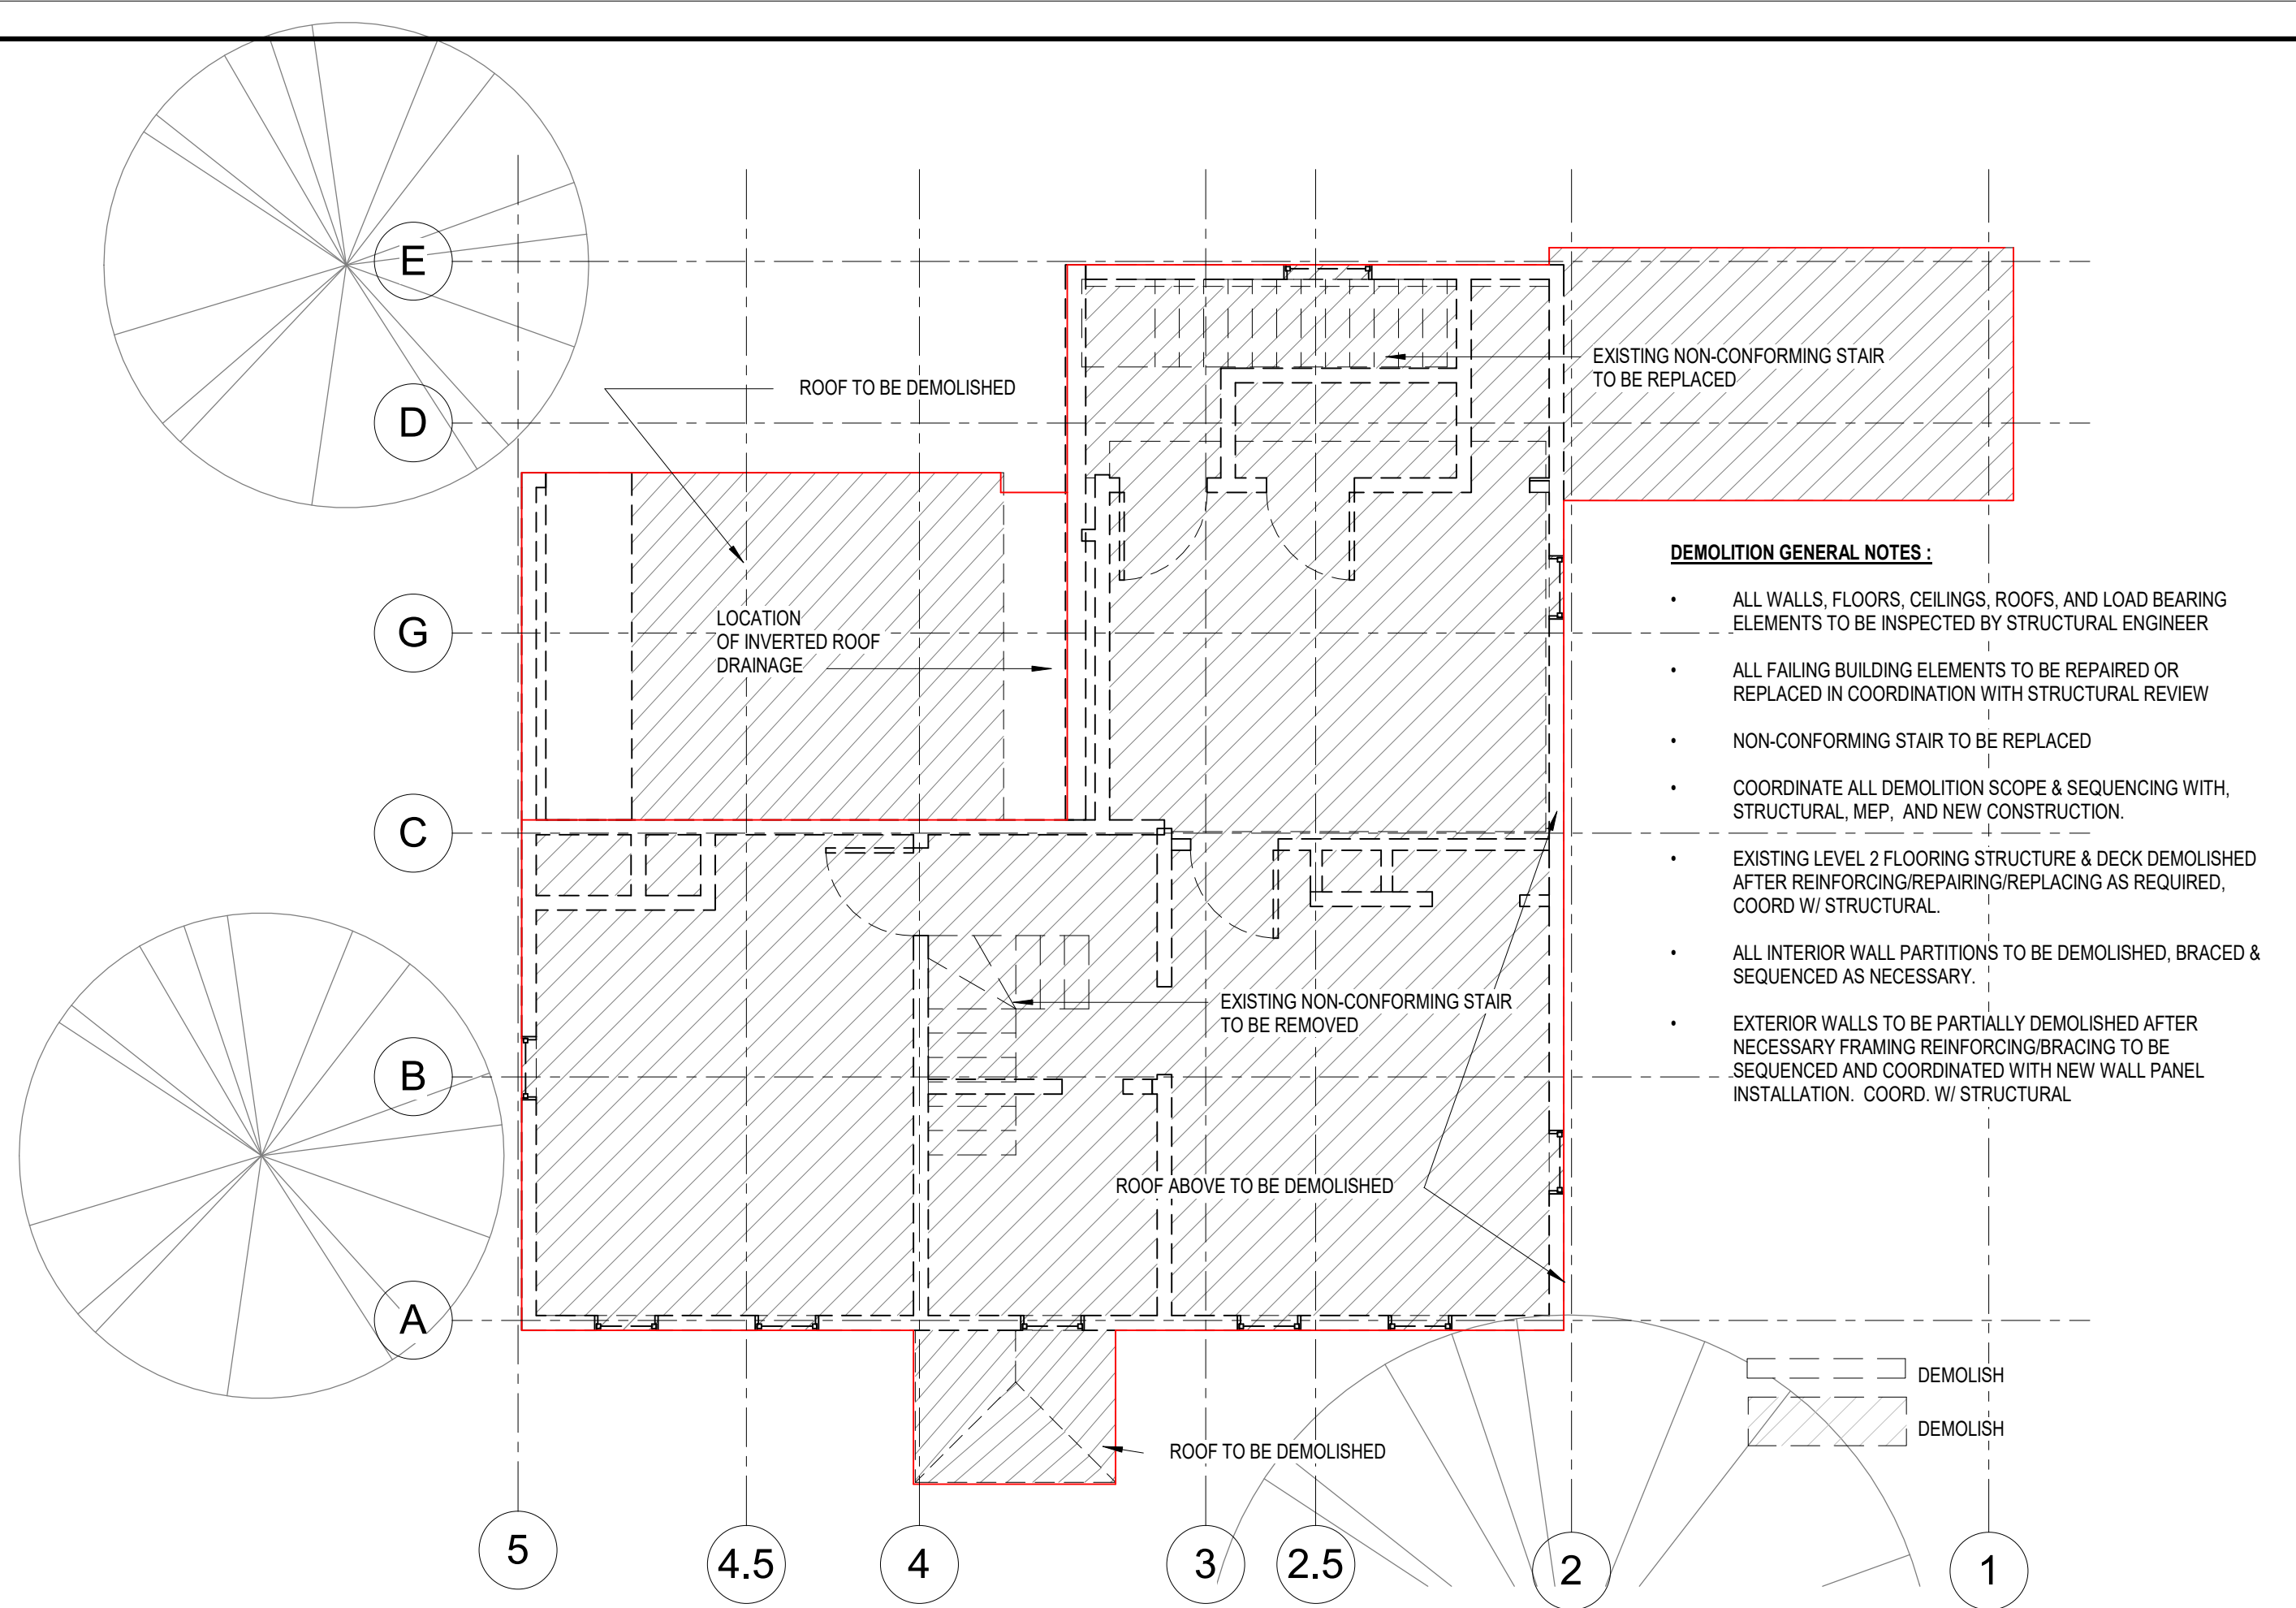 E
EXISTING NON-CONFORMING STAIR
TO BE REPLACED
ROOF TO BE DEMOLISHED
D
LOCATION
OF INVERTED ROOF
DRAINAGE
G
C
EXISTING NON-CONFORMING STAIR
TO BE REMOVED
B
ROOF ABOVE TO BE DEMOLISHED
A
ROOF TO BE DEMOLISHED
DEMOLITION GENERAL NOTES :
• ALL WALLS, FLOORS, CEILINGS, ROOFS, AND LOAD BEARING
ELEMENTS TO BE INSPECTED BY STRUCTURAL ENGINEER
• ALL FAILING BUILDING ELEMENTS TO BE REPAIRED OR
REPLACED IN COORDINATION WITH STRUCTURAL REVIEW
• NON-CONFORMING STAIR TO BE REPLACED
• COORDINATE ALL DEMOLITION SCOPE & SEQUENCING WITH,
STRUCTURAL, MEP, AND NEW CONSTRUCTION.
• EXISTING LEVEL 2 FLOORING STRUCTURE & DECK DEMOLISHED
AFTER REINFORCING/REPAIRING/REPLACING AS REQUIRED,
COORD W/ STRUCTURAL.
• ALL INTERIOR WALL PARTITIONS TO BE DEMOLISHED, BRACED &
SEQUENCED AS NECESSARY.
• EXTERIOR WALLS TO BE PARTIALLY DEMOLISHED AFTER
NECESSARY FRAMING REINFORCING/BRACING TO BE
SEQUENCED AND COORDINATED WITH NEW WALL PANEL
INSTALLATION. COORD. W/ STRUCTURAL
DEMOLISH
DEMOLISH
5
4.5
4
3
2.5
2
1